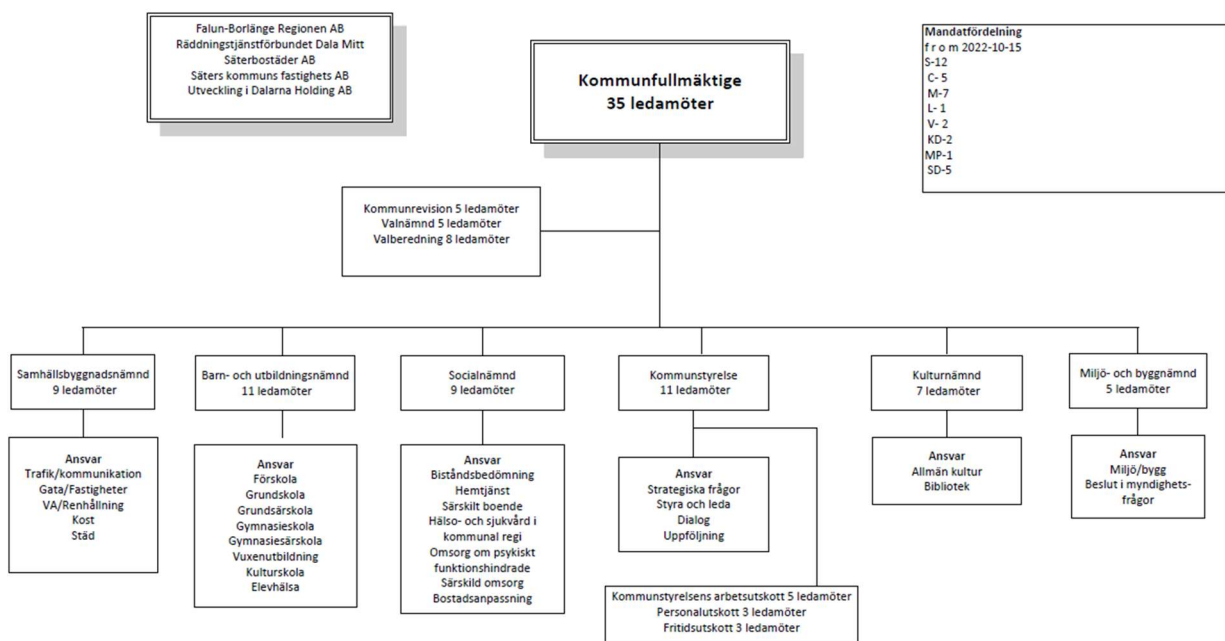 Falun-Borlänge Regionen AB
Räddningstjänstförbundet Dala Mitt
Säterbostäder AB
Säters kommuns fastighets AB
Utveckling i Dalarna Holding AB
Kommunfullmäktige
35 ledamöter
Mandatfördelning
f r o m 2022-10-15
S-12
C- 5
M-7
L- 1
V- 2
KD-2
MP-1
SD-5
Kommunrevision 5 ledamöter
Valnämnd 5 ledamöter
Valberedning 8 ledamöter
Samhällsbyggnadsnämnd
9 ledamöter
Barn- och utbildningsnämnd
11 ledamöter
Socialnämnd
9 ledamöter
Kommunstyrelse
11 ledamöter
Kulturnämnd
7 ledamöter
Miljö- och byggnämnd
5 ledamöter
Ansvar
Trafik/kommunikation
Gata/Fastigheter
VA/Renhållning
Kost
Städ
Ansvar
Förskola
Grundskola
Grundsärskola
Gymnasieskola
Gymnasiesärskola
Vuxenutbildning
Kulturskola
Elevhälsa
Ansvar
Biståndsbedömning
Hemtjänst
Särskilt boende
Hälso- och sjukvård i
kommunal regi
Omsorg om psykiskt
funktionshindrade
Särskild omsorg
Bostadsanpassning
Ansvar
Strategiska frågor
Styra och leda
Dialog
Uppföljning
Ansvar
Allmän kultur
Bibliotek
Ansvar
Miljö/bygg
Beslut i myndighets-
frågor
Kommunstyrelsens arbetsutskott 5 ledamöter
Personalutskott 3 ledamöter
Fritidsutskott 3 ledamöter